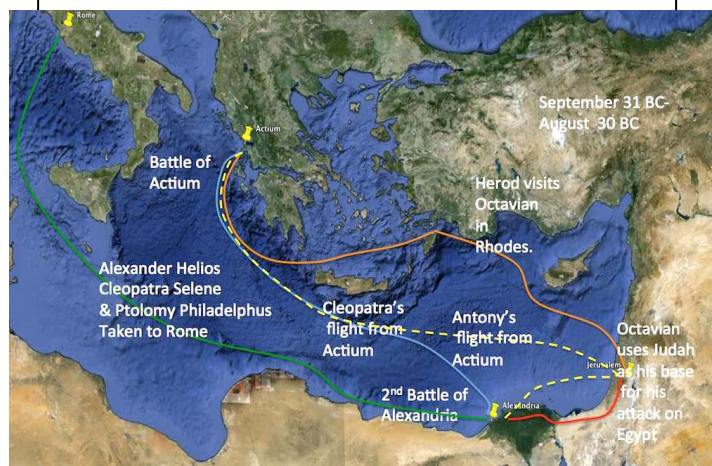 Rome
September 31 BC-
August  30 BC
Actium
Battle of
Actium
Herod visits
Octavian
in
Rhodes.
Alexander Helios
Cleopatra Selene
& Ptolomy Philadelphus
Taken to Rome
Cleopatra's
flight from
Actium
Antony's
flight from
Actium
Octavian
uses Judah
as his base
for his
attack on
Egypt
Jerusalem
2nd Battle of
Alexandria
Alexandria